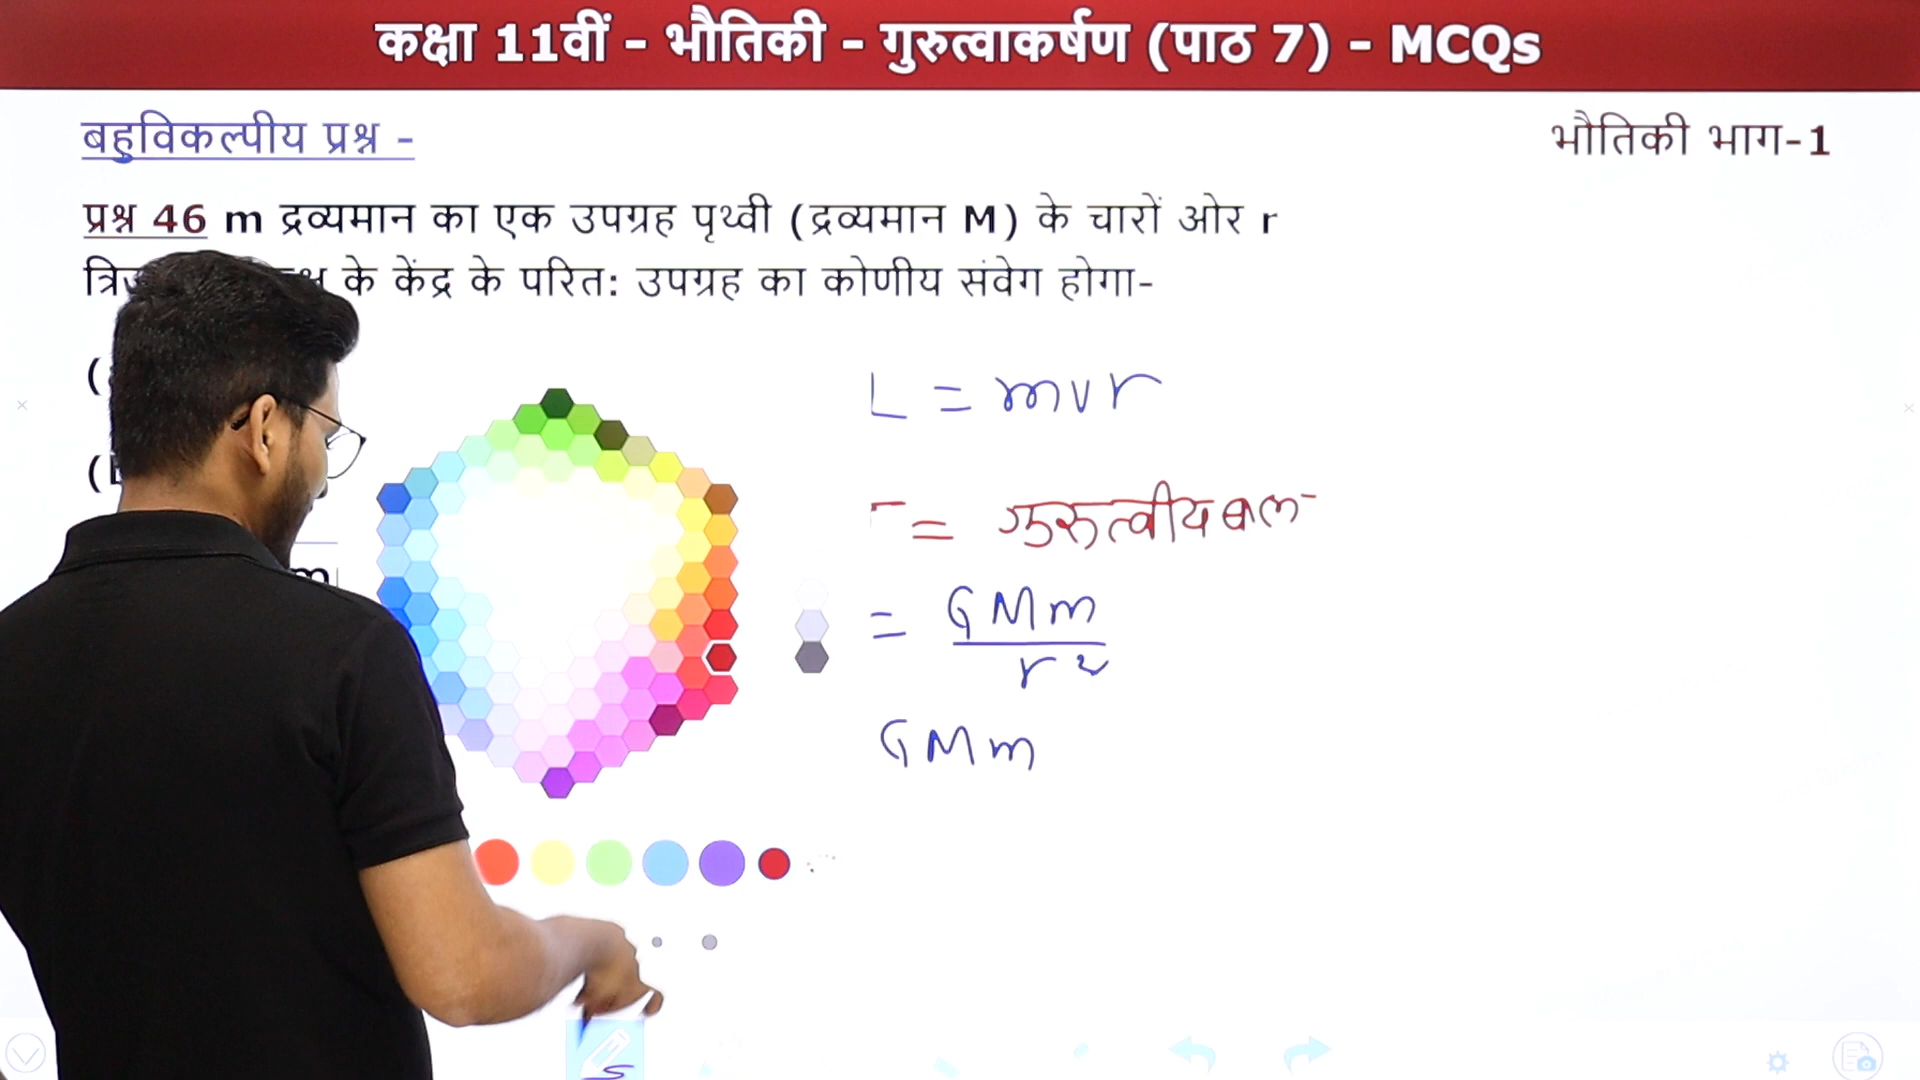 कक्षा 11वीं - भौतिकी - गुरुत्वाकर्षण (पाठ 7) - MCQs
बहुविकल्पीय प्रश्न -
भौतिकी भाग-1
प्रश्न 46 m द्रव्यमान का एक उपग्रह पृथ्वी (द्रव्यमान M) के चारों ओर r
के केंद्र के परित: उपग्रह का कोणीय संवेग होगा-
L = mvr
= गुरुत्वीय बल
= GMm
r²
GMm